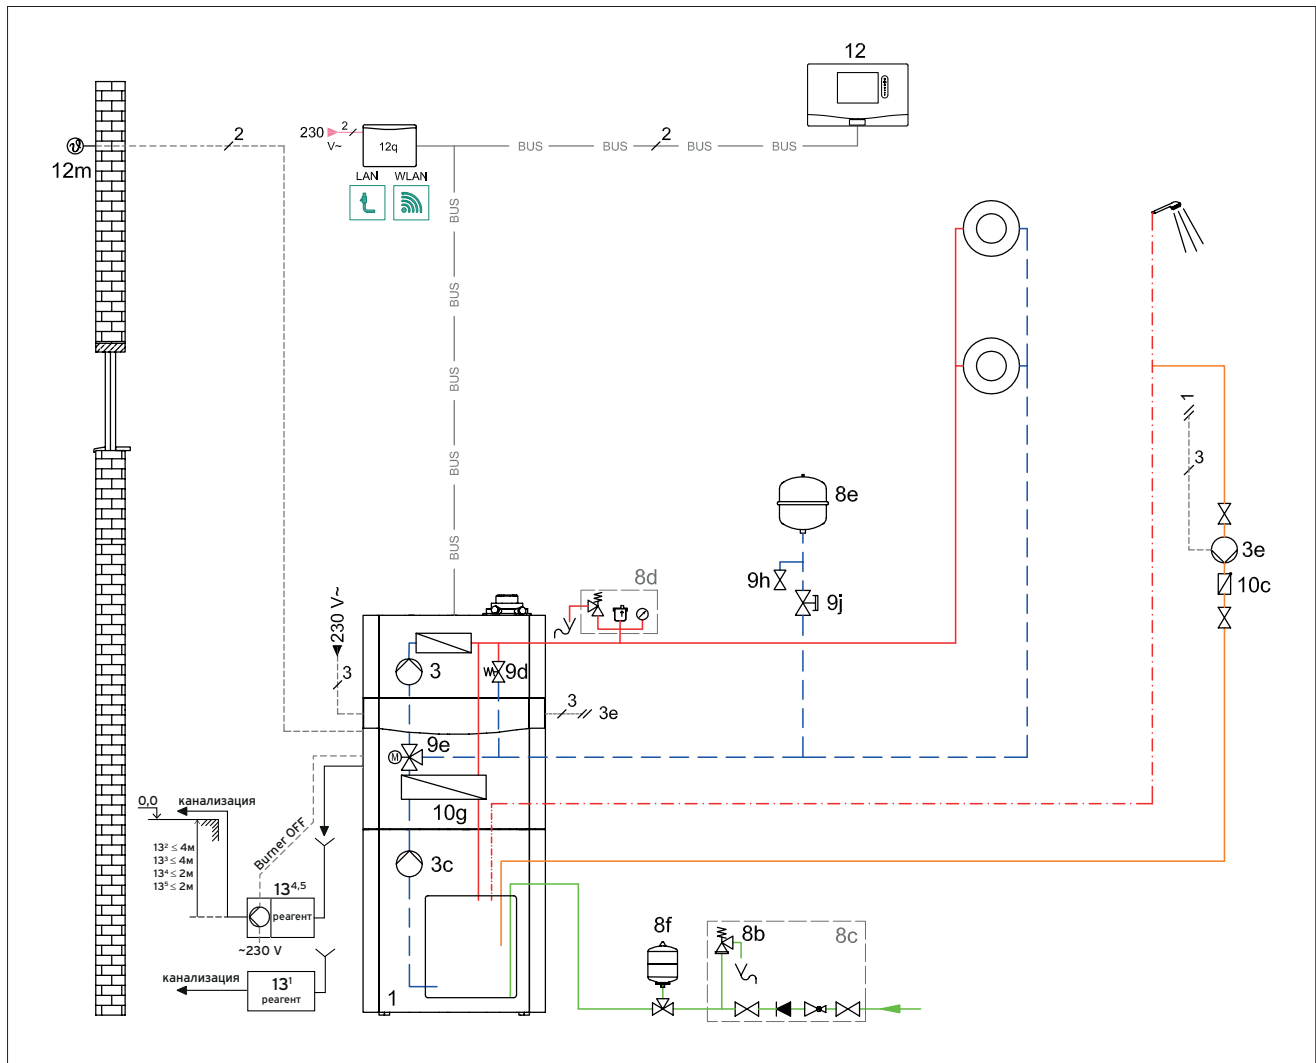 12
2
230
V~
2
12q
BUS
BUS
2
BUS
BUS
12m
LAN
WLAN
BUS
BUS
BUS
BUS
BUS
1
3
8e
3e
10c
9h
9j
8d
230 V~
3
3
9d
3
3e
9e
10g
0,0
канализация
Burner OFF
13² ≤ 4м
13³ ≤ 4м
13⁴ ≤ 2м
13⁵ ≤ 2м
3c
13⁴,⁵
реагент
~230 V
8f
8b
8c
канализация
13¹
реагент
1